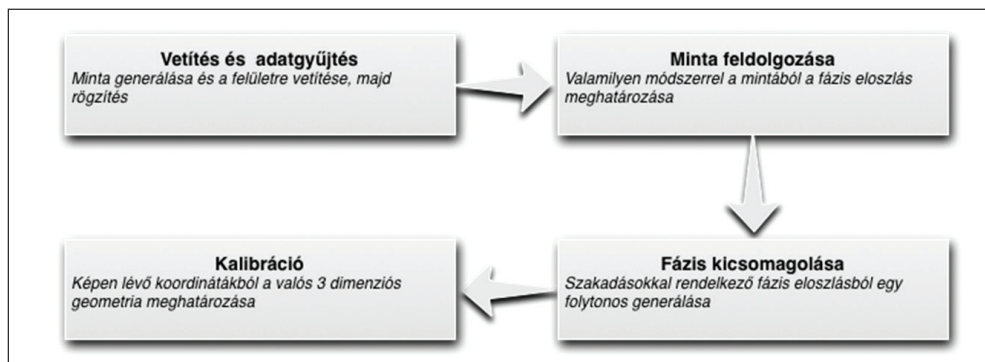 Vetítés és adatgyűjtés
Minta generálása és a felületre vetítése, majd
rögzítés
Minta feldolgozása
Valamilyen módszerrel a mintából a fázis eloszlás
meghatározása
Fázis kicsomagolása
Szakadásokkal rendelkező fázis eloszlásból egy
folytonos generálása
Kalibráció
Képen lévő koordinátákból a valós 3 dimenziós
geometria meghatározása